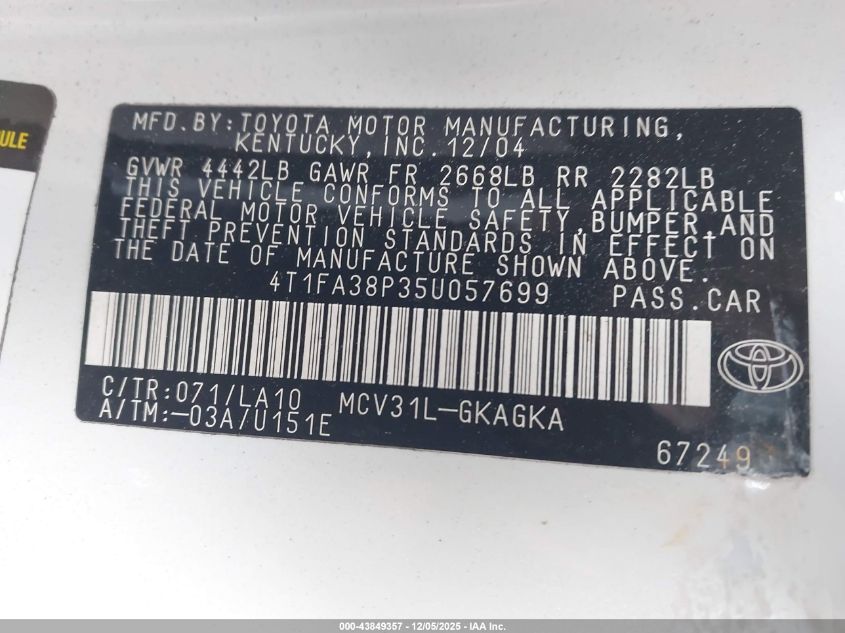 ULE
MFD.BY:TOYOTA MOTOR MANUFACTURING,
KENTUCKY, INC. 12/04
GVWR 4442LB GAWR FR 2668LB RR 2282LB
THIS VEHICLE CONFORMS TO ALL APPLICABLE
FEDERAL MOTOR VEHICLE SAFETY,BUMPER,AND
THEFT PREVENTION STANDARDS IN EFFECT ON
THE DATE OF MANUFACTURE SHOWN ABOVE.
4T1FA38P35U057699 PASS.CAR
C/TR:071/LA10 MCV31L-GKAGKA
A/TM:-03A/U151E
67249
000-43849357 - 12/05/2025 - IAA Inc.